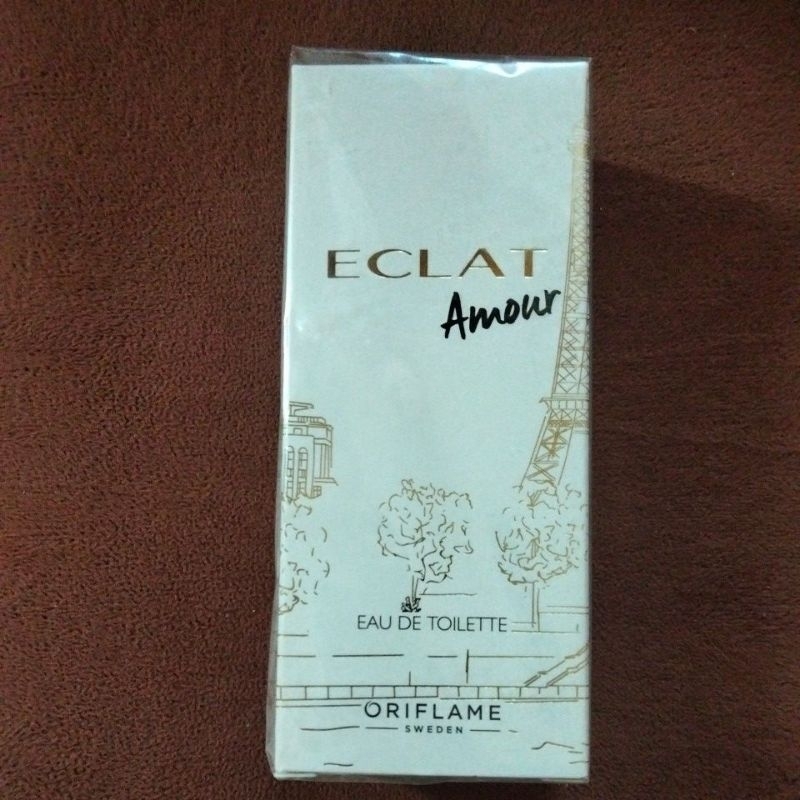 ECLAT
Amour
EAU DE TOILETTE
ORIFLAME
SWEDEN